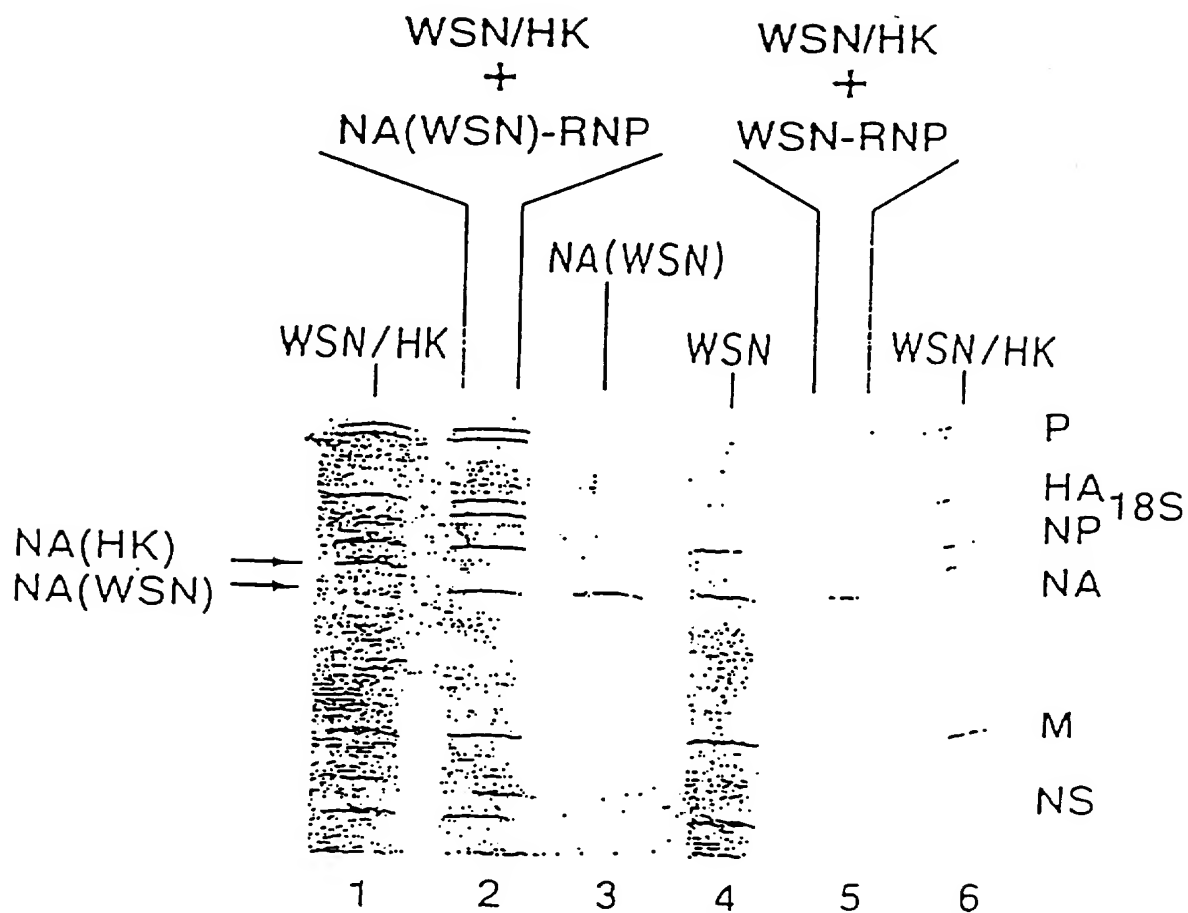 WSN/HK
+
NA(WSN)-RNP
WSN/HK
+
WSN-RNP
NA(WSN)
WSN/HK
WSN
WSN/HK
P
HA
18S
NP
NA(HK)
NA(WSN)
NA
M
NS
1 2 3 4 5 6